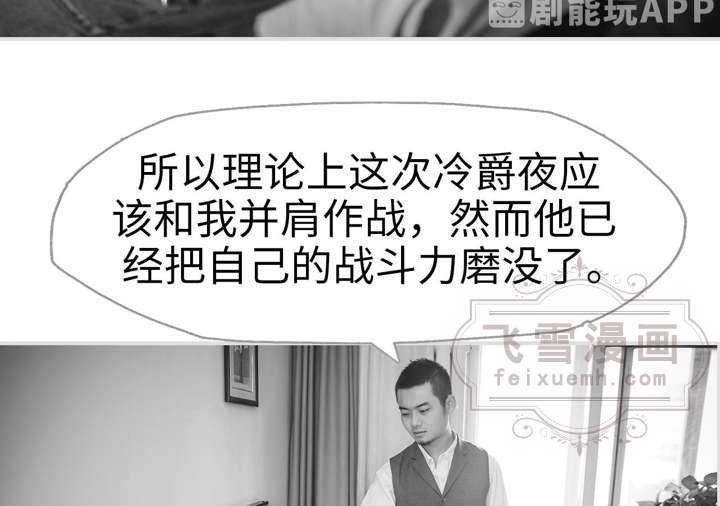 剧能玩APP
所以理论上这次冷爵夜应
该和我并肩作战，然而他已
经把自己的战斗力磨没了。
飞雪漫画
feixuemh.com